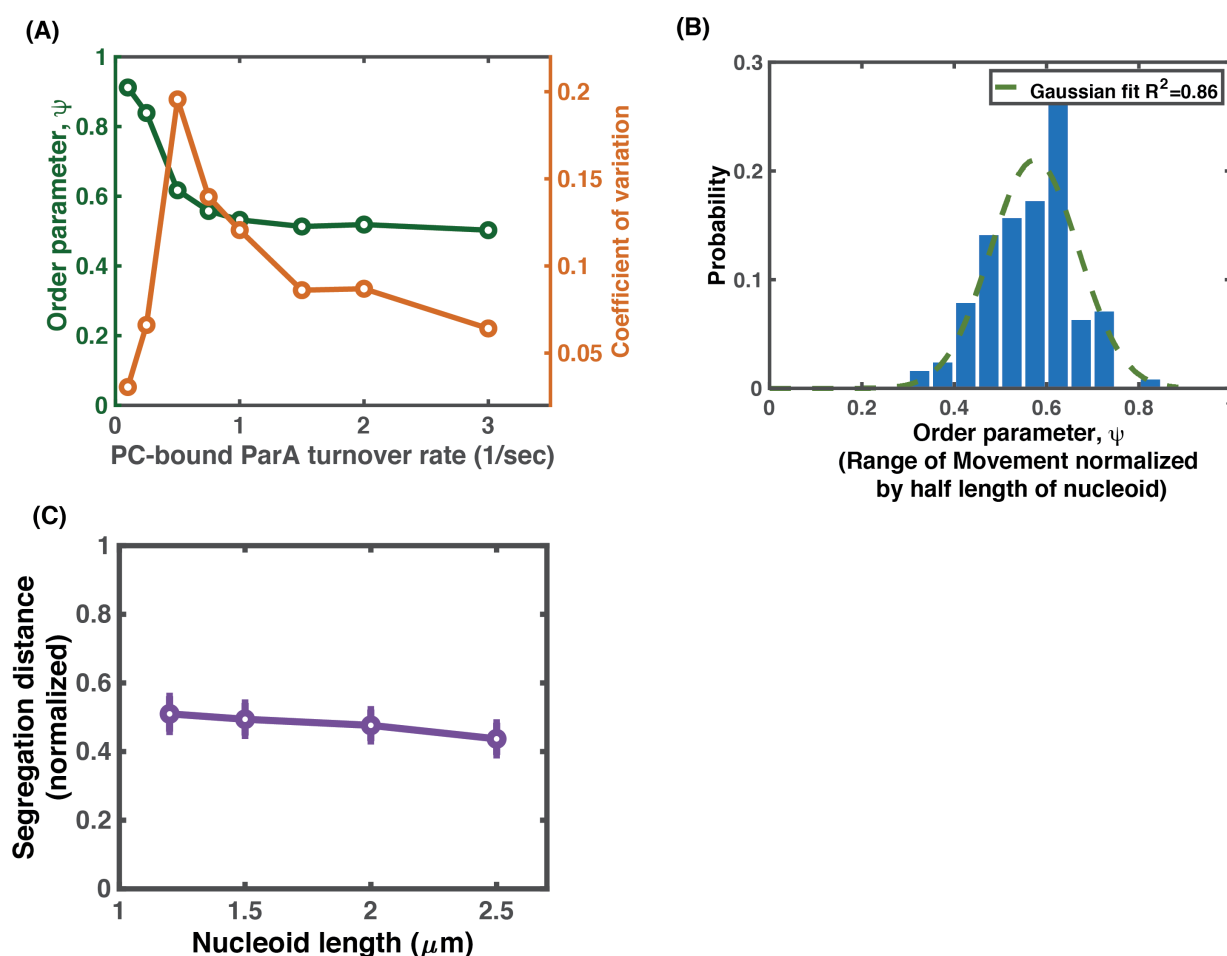 (A)
1
0.8
0.6
0.4
0.2
0
Order parameter, ψ
0.2
0.15
0.1
0.05
Coefficient of variation
0 1 2 3
PC-bound ParA turnover rate (1/sec)
(B)
0.3
0.2
0.1
0
Probability
Gaussian fit R²=0.86
0 0.2 0.4 0.6 0.8
Order parameter, ψ
(Range of Movement normalized
by half length of nucleoid)
(C)
1
0.8
0.6
0.4
0.2
0
Segregation distance
(normalized)
1 1.5 2 2.5
Nucleoid length (μm)